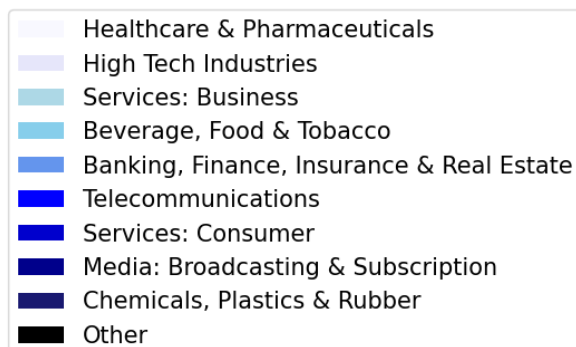 Healthcare & Pharmaceuticals
High Tech Industries
Services: Business
Beverage, Food & Tobacco
Banking, Finance, Insurance & Real Estate
Telecommunications
Services: Consumer
Media: Broadcasting & Subscription
Chemicals, Plastics & Rubber
Other